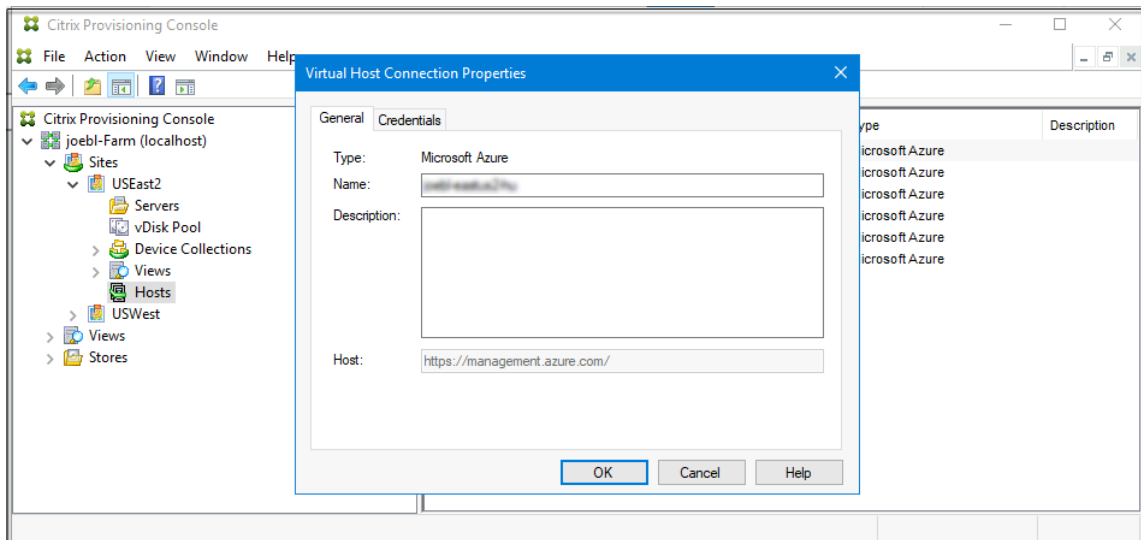 Citrix Provisioning Console
File Action View Window Help
Citrix Provisioning Console
joebl-Farm (localhost)
Sites
USEast2
Servers
vDisk Pool
Device Collections
Views
Hosts
USWest
Views
Stores
Virtual Host Connection Properties
General Credentials
Type: Microsoft Azure
Name:
Description:
Host: https://management.azure.com/
OK Cancel Help
ype Description
icrosoft Azure
icrosoft Azure
icrosoft Azure
icrosoft Azure
icrosoft Azure
icrosoft Azure